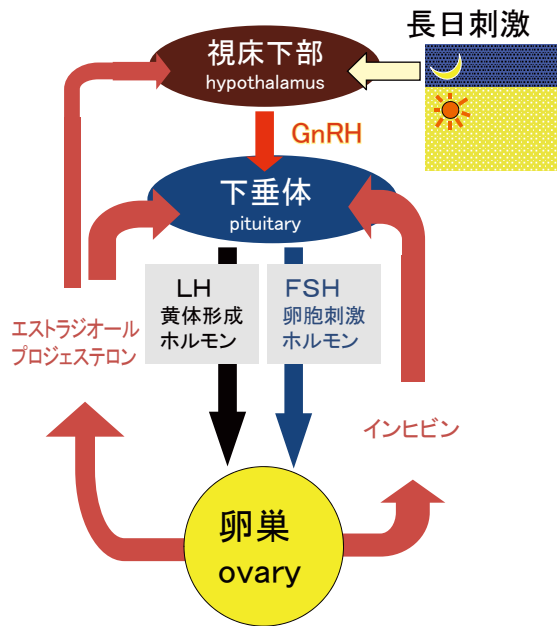 長日刺激
視床下部
hypothalamus
GnRH
下垂体
pituitary
LH
黄体形成
ホルモン
FSH
卵胞刺激
ホルモン
エストラジオール
プロジェステロン
インヒビン
卵巣
ovary